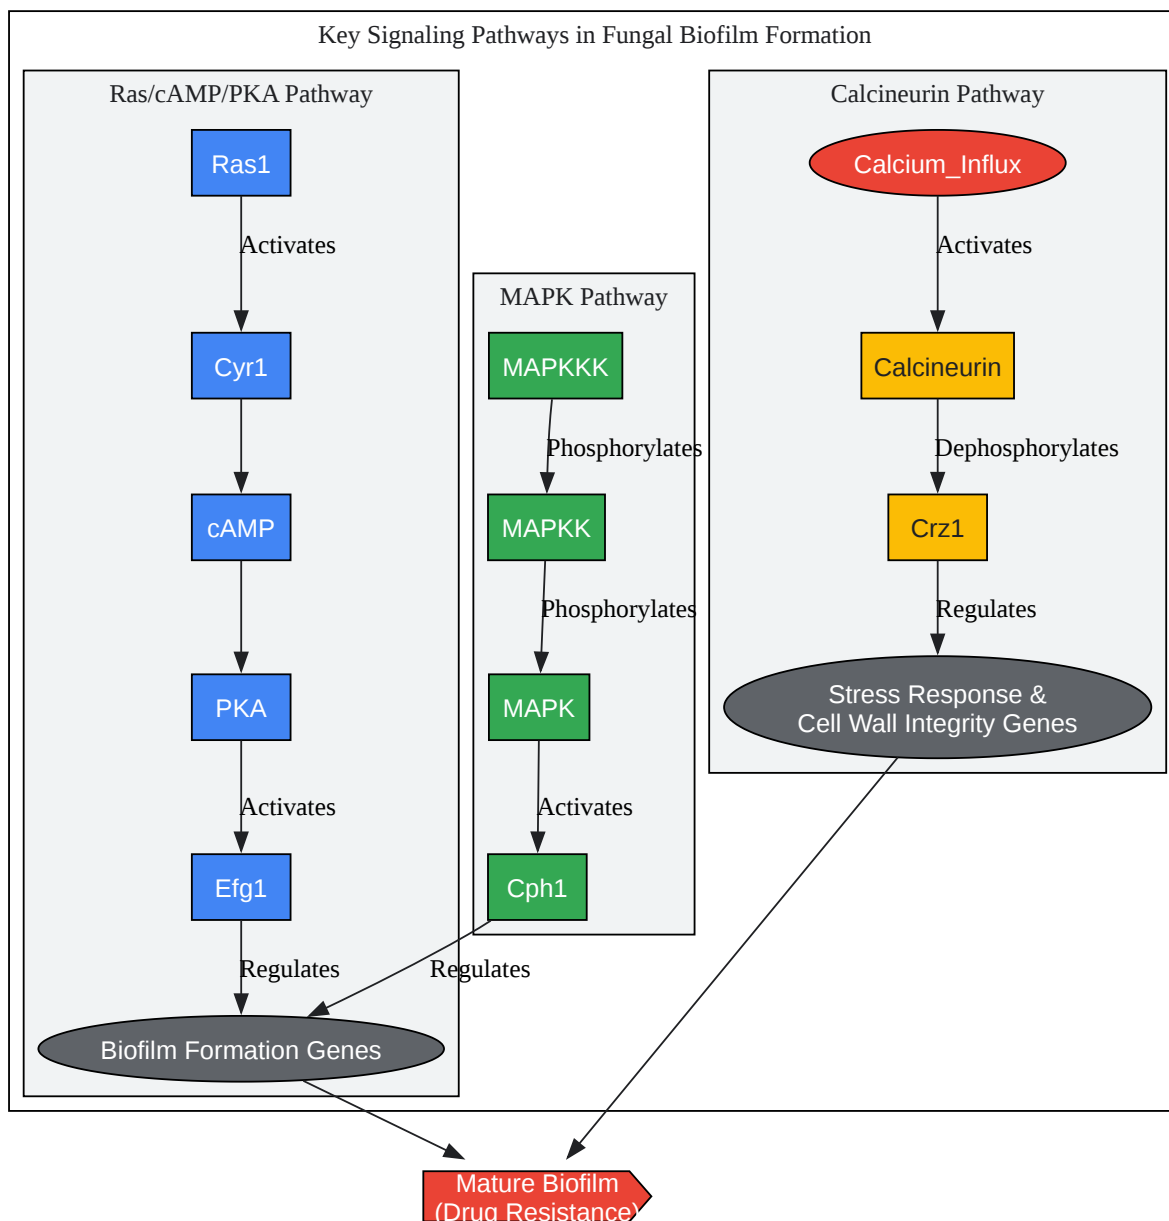 Key Signaling Pathways in Fungal Biofilm Formation
Ras/cAMP/PKA Pathway
Ras1
Activates
Cyr1
cAMP
PKA
Activates
Efg1
Regulates
Biofilm Formation Genes
MAPK Pathway
MAPKKK
Phosphorylates
MAPKK
Phosphorylates
MAPK
Activates
Cph1
Regulates
Calcineurin Pathway
Calcium_Influx
Activates
Calcineurin
Dephosphorylates
Crz1
Regulates
Stress Response &
Cell Wall Integrity Genes
Mature Biofilm
(Drug Resistance)